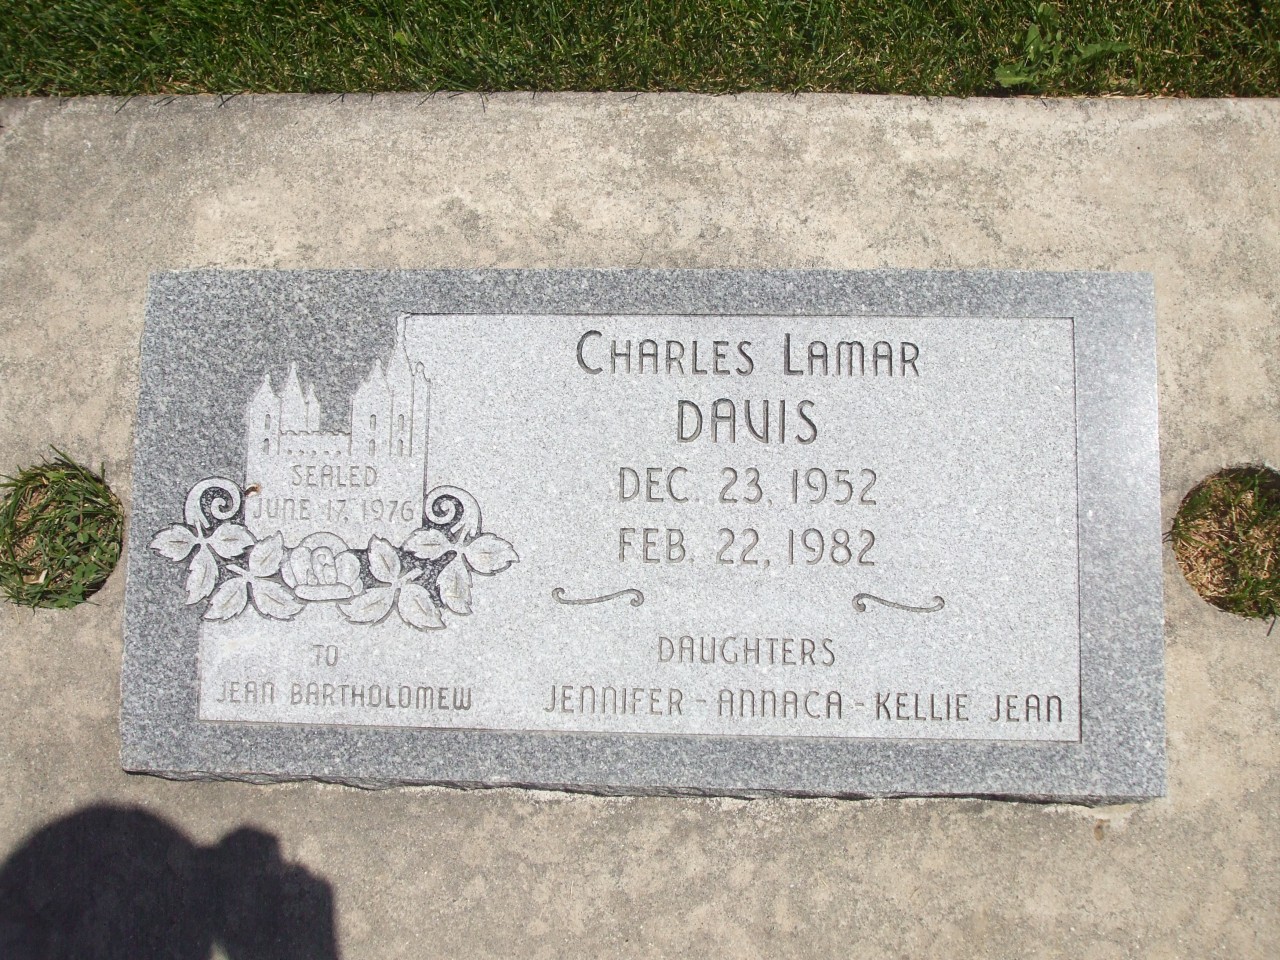 CHARLES LAMAR
DAVIS
DEC. 23, 1952
FEB. 22, 1982
SEALED
JUNE 17, 1976
TO
JEAN BARTHOLOMEW
DAUGHTERS
JENNIFER - ANNACA - KELLIE JEAN